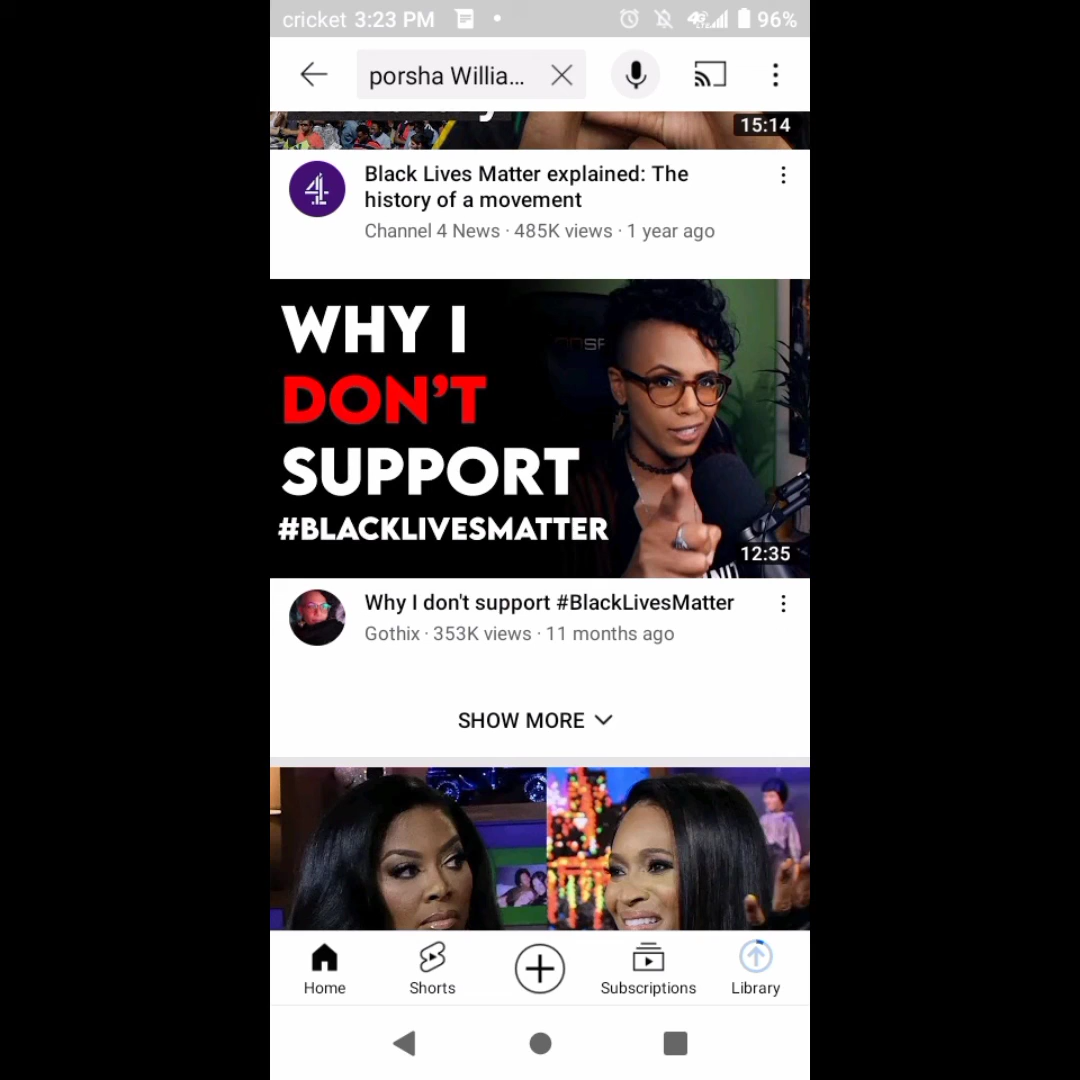 cricket 3:23 PM 96%
porsha Willia...
15:14
Black Lives Matter explained: The
history of a movement
Channel 4 News · 485K views · 1 year ago
WHY I
DON'T
SUPPORT
#BLACKLIVESMATTER
12:35
Why I don't support #BlackLivesMatter
Gothix · 353K views · 11 months ago
SHOW MORE
Home Shorts Subscriptions Library